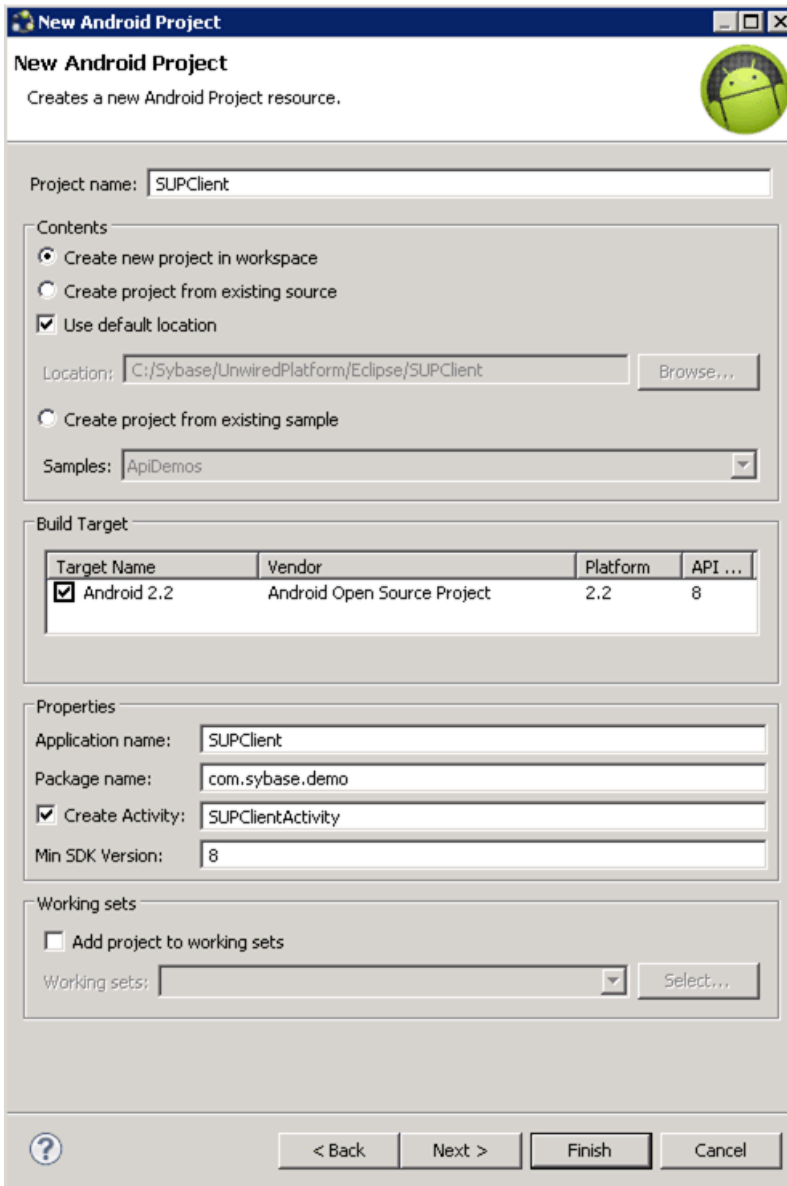 New Android Project
New Android Project
Creates a new Android Project resource.
Project name: SUPClient
Contents
Create new project in workspace
Create project from existing source
Use default location
Location: C:/Sybase/UnwiredPlatform/Eclipse/SUPClient Browse...
Create project from existing sample
Samples: ApiDemos
Build Target
Target Name Vendor Platform API ...
Android 2.2 Android Open Source Project 2.2 8
Properties
Application name: SUPClient
Package name: com.sybase.demo
Create Activity: SUPClientActivity
Min SDK Version: 8
Working sets
Add project to working sets
Working sets: Select...
? < Back Next > Finish Cancel